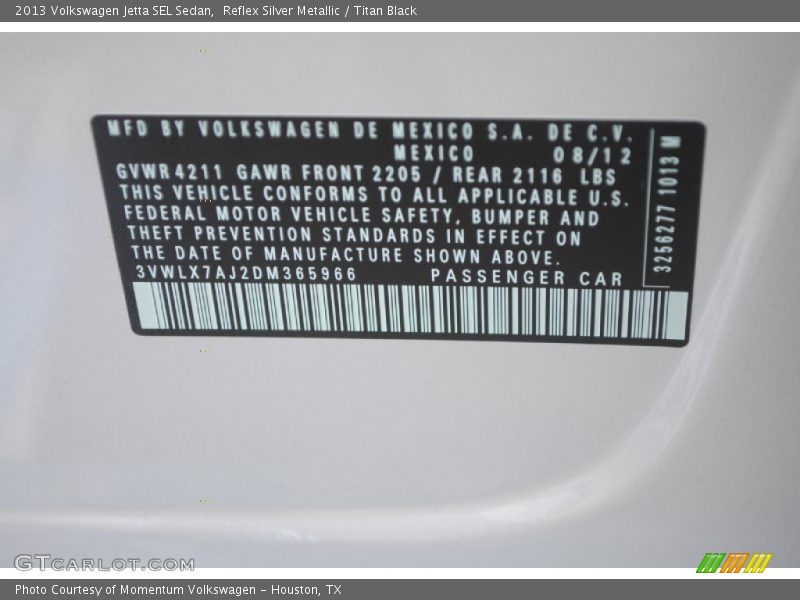 2013 Volkswagen Jetta SEL Sedan,  Reflex Silver Metallic / Titan Black
MFD BY VOLKSWAGEN DE MEXICO S.A. DE C.V.
MEXICO 08/12
GVWR 4211 GAWR FRONT 2205 / REAR 2116 LBS
THIS VEHICLE CONFORMS TO ALL APPLICABLE U.S.
FEDERAL MOTOR VEHICLE SAFETY, BUMPER AND
THEFT PREVENTION STANDARDS IN EFFECT ON
THE DATE OF MANUFACTURE SHOWN ABOVE.
3VWLX7AJ2DM365966 PASSENGER CAR
3256277 1013 M
GTCARLOT.COM
Photo Courtesy of Momentum Volkswagen - Houston, TX